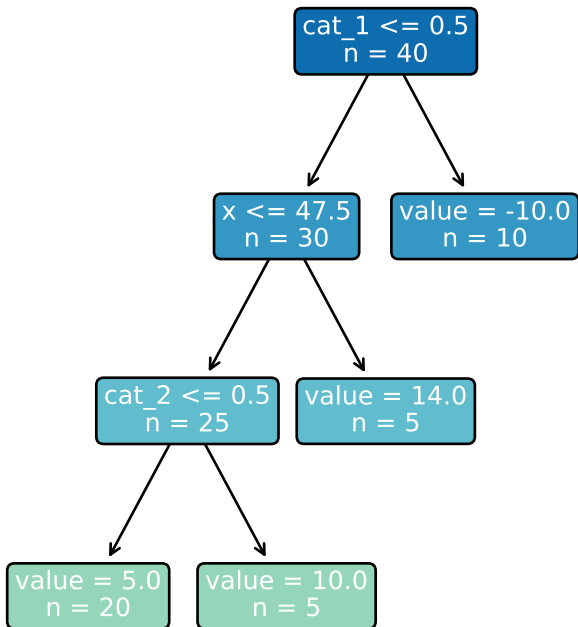 cat_1 <= 0.5
n = 40
x <= 47.5
n = 30
value = -10.0
n = 10
cat_2 <= 0.5
n = 25
value = 14.0
n = 5
value = 5.0
n = 20
value = 10.0
n = 5